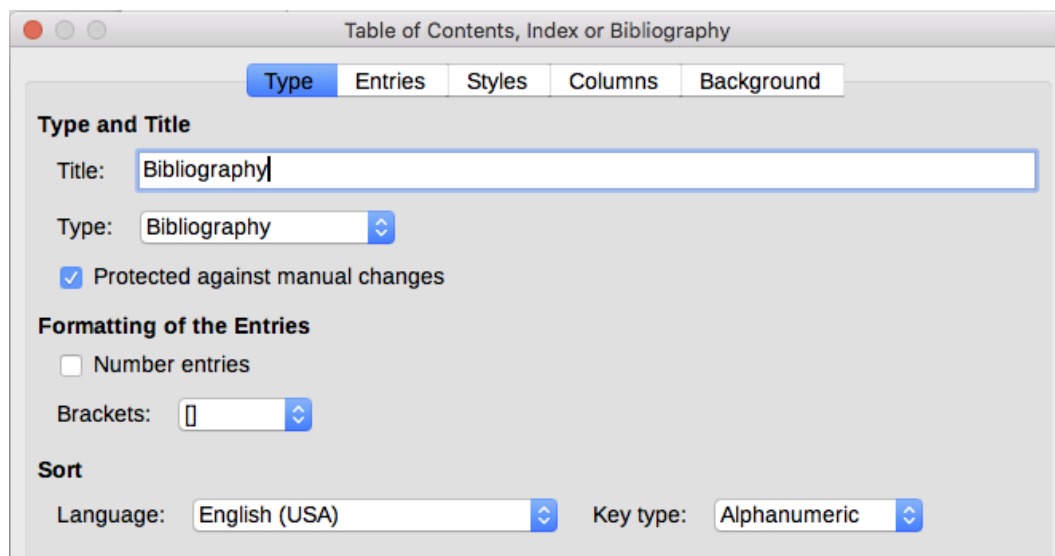 Table of Contents, Index or Bibliography
Type Entries Styles Columns Background
Type and Title
Title: Bibliography
Type: Bibliography
Protected against manual changes
Formatting of the Entries
Number entries
Brackets: []
Sort
Language: English (USA) Key type: Alphanumeric